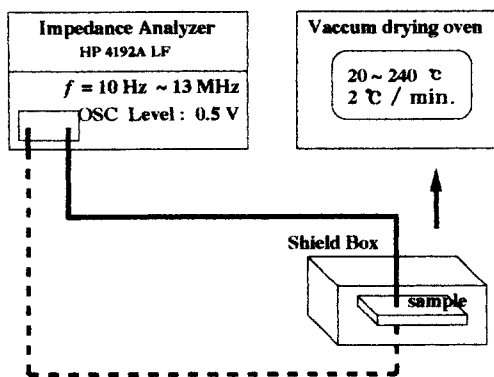 Impedance Analyzer
HP 4192A LF
f = 10 Hz ~ 13 MHz
OSC Level : 0.5 V
Vaccum drying oven
20 ~ 240 ℃
2 ℃ / min.
Shield Box
sample